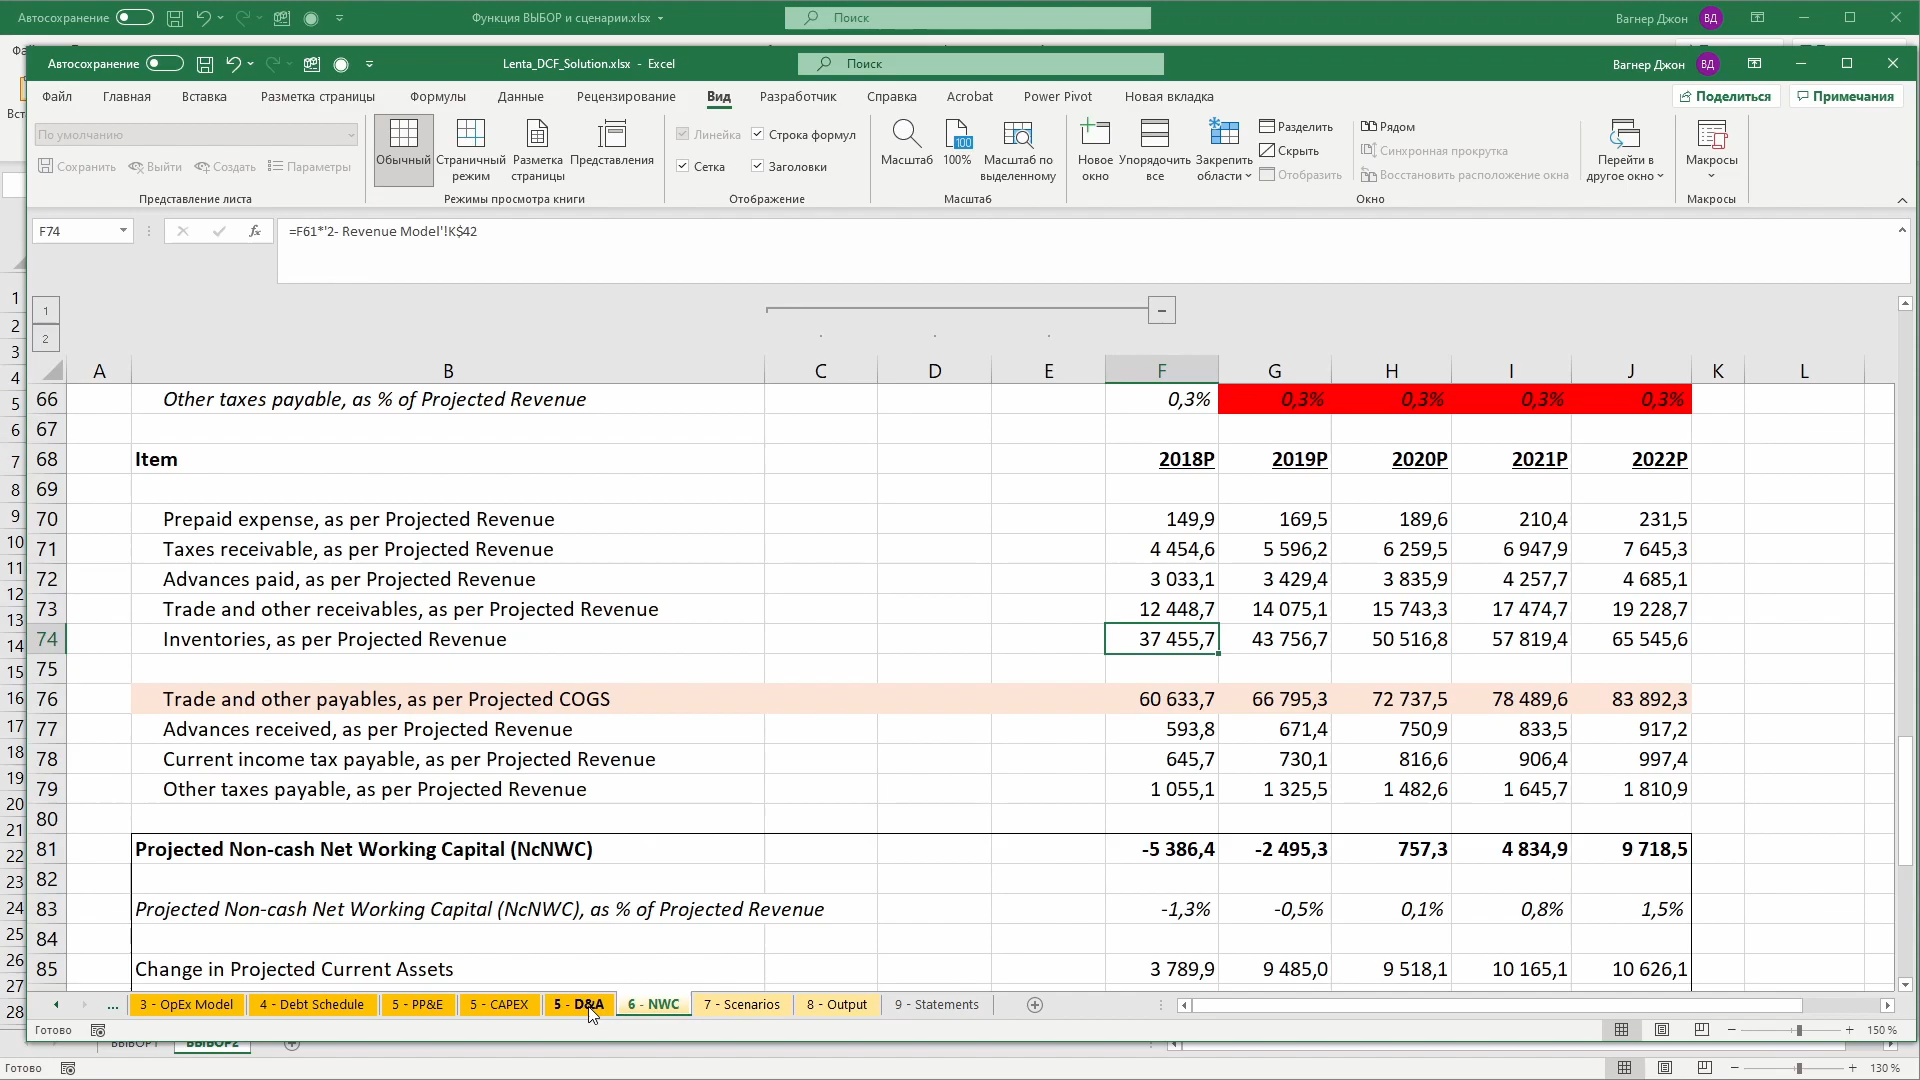 Автосохранение
Функция ВЫБОР и сценарии.xlsx
Поиск
Вагнер Джон ВД
Автосохранение
Lenta_DCF_Solution.xlsx - Excel
Поиск
Вагнер Джон ВД
Файл Главная Вставка Разметка страницы Формулы Данные Рецензирование Вид Разработчик Справка Acrobat Power Pivot Новая вкладка
Поделиться Примечания
По умолчанию
Сохранить Выйти Создать Параметры
Представление листа
Обычный
Страничный режим
Разметка страницы
Представления
Режимы просмотра книги
Линейка Строка формул
Сетка Заголовки
Отображение
Масштаб
100%
Масштаб по выделенному
Масштаб
Новое окно
Упорядочить все
Закрепить области
Разделить
Скрыть
Отобразить
Рядом
Синхронная прокрутка
Восстановить расположение окна
Перейти в другое окно
Окно
Макросы
Макросы
F74 fx =F61*'2- Revenue Model'!K$42
1
2
A B C D E F G H I J K L
66 Other taxes payable, as % of Projected Revenue 0,3% 0,3% 0,3% 0,3% 0,3%
67
68 Item 2018P 2019P 2020P 2021P 2022P
69
70 Prepaid expense, as per Projected Revenue 149,9 169,5 189,6 210,4 231,5
71 Taxes receivable, as per Projected Revenue 4 454,6 5 596,2 6 259,5 6 947,9 7 645,3
72 Advances paid, as per Projected Revenue 3 033,1 3 429,4 3 835,9 4 257,7 4 685,1
73 Trade and other receivables, as per Projected Revenue 12 448,7 14 075,1 15 743,3 17 474,7 19 228,7
74 Inventories, as per Projected Revenue 37 455,7 43 756,7 50 516,8 57 819,4 65 545,6
75
76 Trade and other payables, as per Projected COGS 60 633,7 66 795,3 72 737,5 78 489,6 83 892,3
77 Advances received, as per Projected Revenue 593,8 671,4 750,9 833,5 917,2
78 Current income tax payable, as per Projected Revenue 645,7 730,1 816,6 906,4 997,4
79 Other taxes payable, as per Projected Revenue 1 055,1 1 325,5 1 482,6 1 645,7 1 810,9
80
81 Projected Non-cash Net Working Capital (NcNWC) -5 386,4 -2 495,3 757,3 4 834,9 9 718,5
82
83 Projected Non-cash Net Working Capital (NcNWC), as % of Projected Revenue -1,3% -0,5% 0,1% 0,8% 1,5%
84
85 Change in Projected Current Assets 3 789,9 9 485,0 9 518,1 10 165,1 10 626,1
1
2
3
4
5
6
7
8
9
10
11
12
13
14
15
16
17
18
19
20
21
22
23
24
25
26
27
28
... 3 - OpEx Model 4 - Debt Schedule 5 - PP&E 5 - CAPEX 5 - D&A 6 - NWC 7 - Scenarios 8 - Output 9 - Statements
Готово 150 %
ВЫБОР1 ВЫБОР2
Готово 130 %